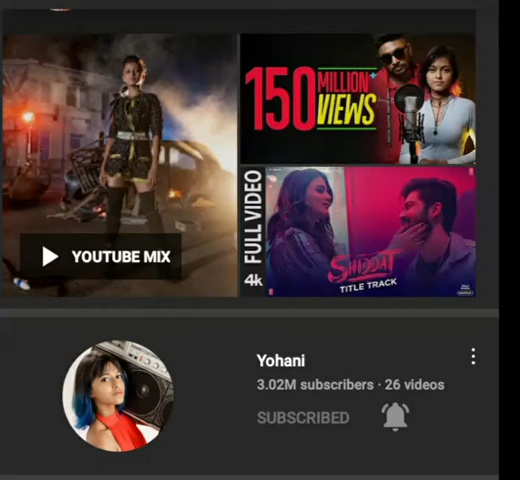 150 MILLION+
VIEWS
FULL VIDEO
4k
SHIDDAT
TITLE TRACK
YOUTUBE MIX
Yohani
3.02M subscribers · 26 videos
SUBSCRIBED